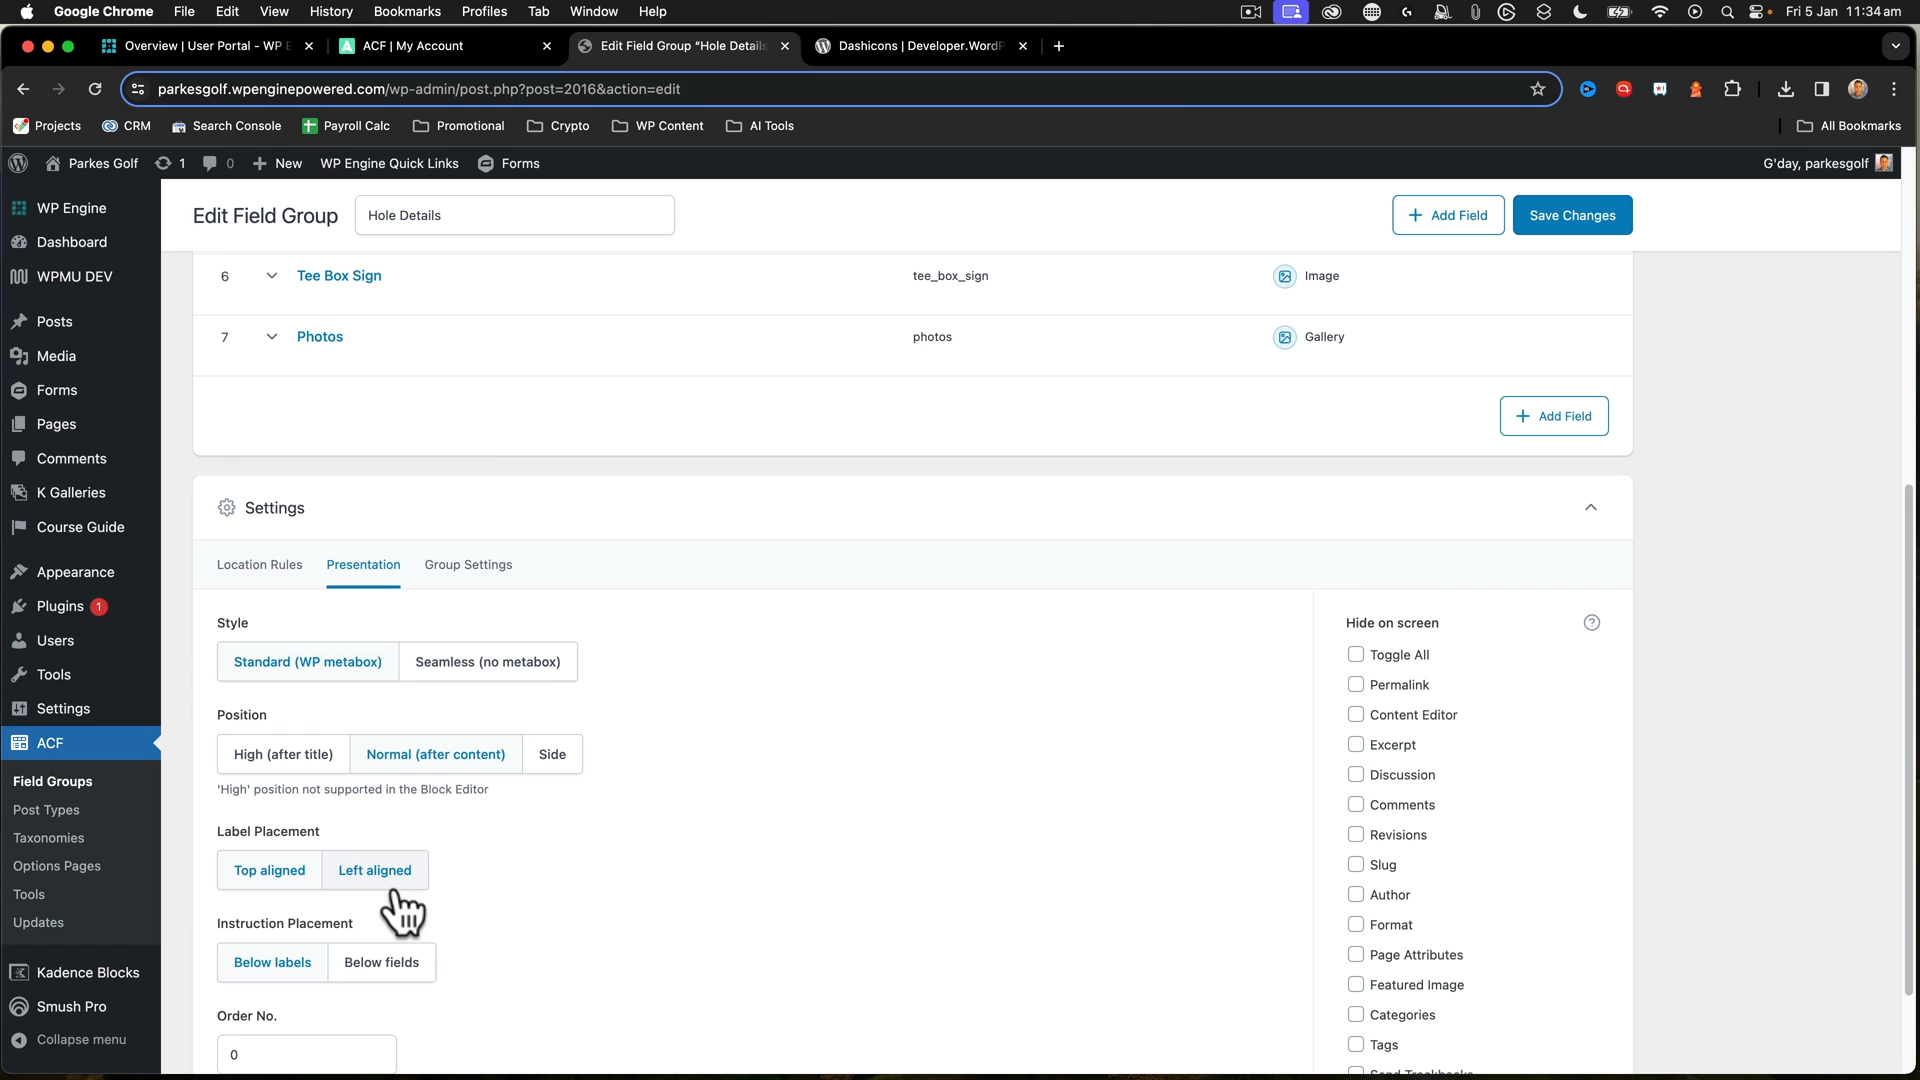 Google Chrome File Edit View History Bookmarks Profiles Tab Window Help Fri 5 Jan 11:34 am
Overview | User Portal - WP E
ACF | My Account
Edit Field Group "Hole Details
Dashicons | Developer.WordP
parkesgolf.wpenginepowered.com/wp-admin/post.php?post=2016&action=edit
Projects CRM Search Console Payroll Calc Promotional Crypto WP Content AI Tools All Bookmarks
Parkes Golf 1 0 New WP Engine Quick Links Forms G'day, parkesgolf
WP Engine
Dashboard
WPMU DEV
Posts
Media
Forms
Pages
Comments
K Galleries
Course Guide
Appearance
Plugins 1
Users
Tools
Settings
ACF
Field Groups
Post Types
Taxonomies
Options Pages
Tools
Updates
Kadence Blocks
Smush Pro
Collapse menu
Edit Field Group Hole Details + Add Field Save Changes
6 Tee Box Sign tee_box_sign Image
7 Photos photos Gallery
+ Add Field
Settings
Location Rules Presentation Group Settings
Style
Standard (WP metabox) Seamless (no metabox)
Position
High (after title) Normal (after content) Side
'High' position not supported in the Block Editor
Label Placement
Top aligned Left aligned
Instruction Placement
Below labels Below fields
Order No.
0
Hide on screen ?
Toggle All
Permalink
Content Editor
Excerpt
Discussion
Comments
Revisions
Slug
Author
Format
Page Attributes
Featured Image
Categories
Tags